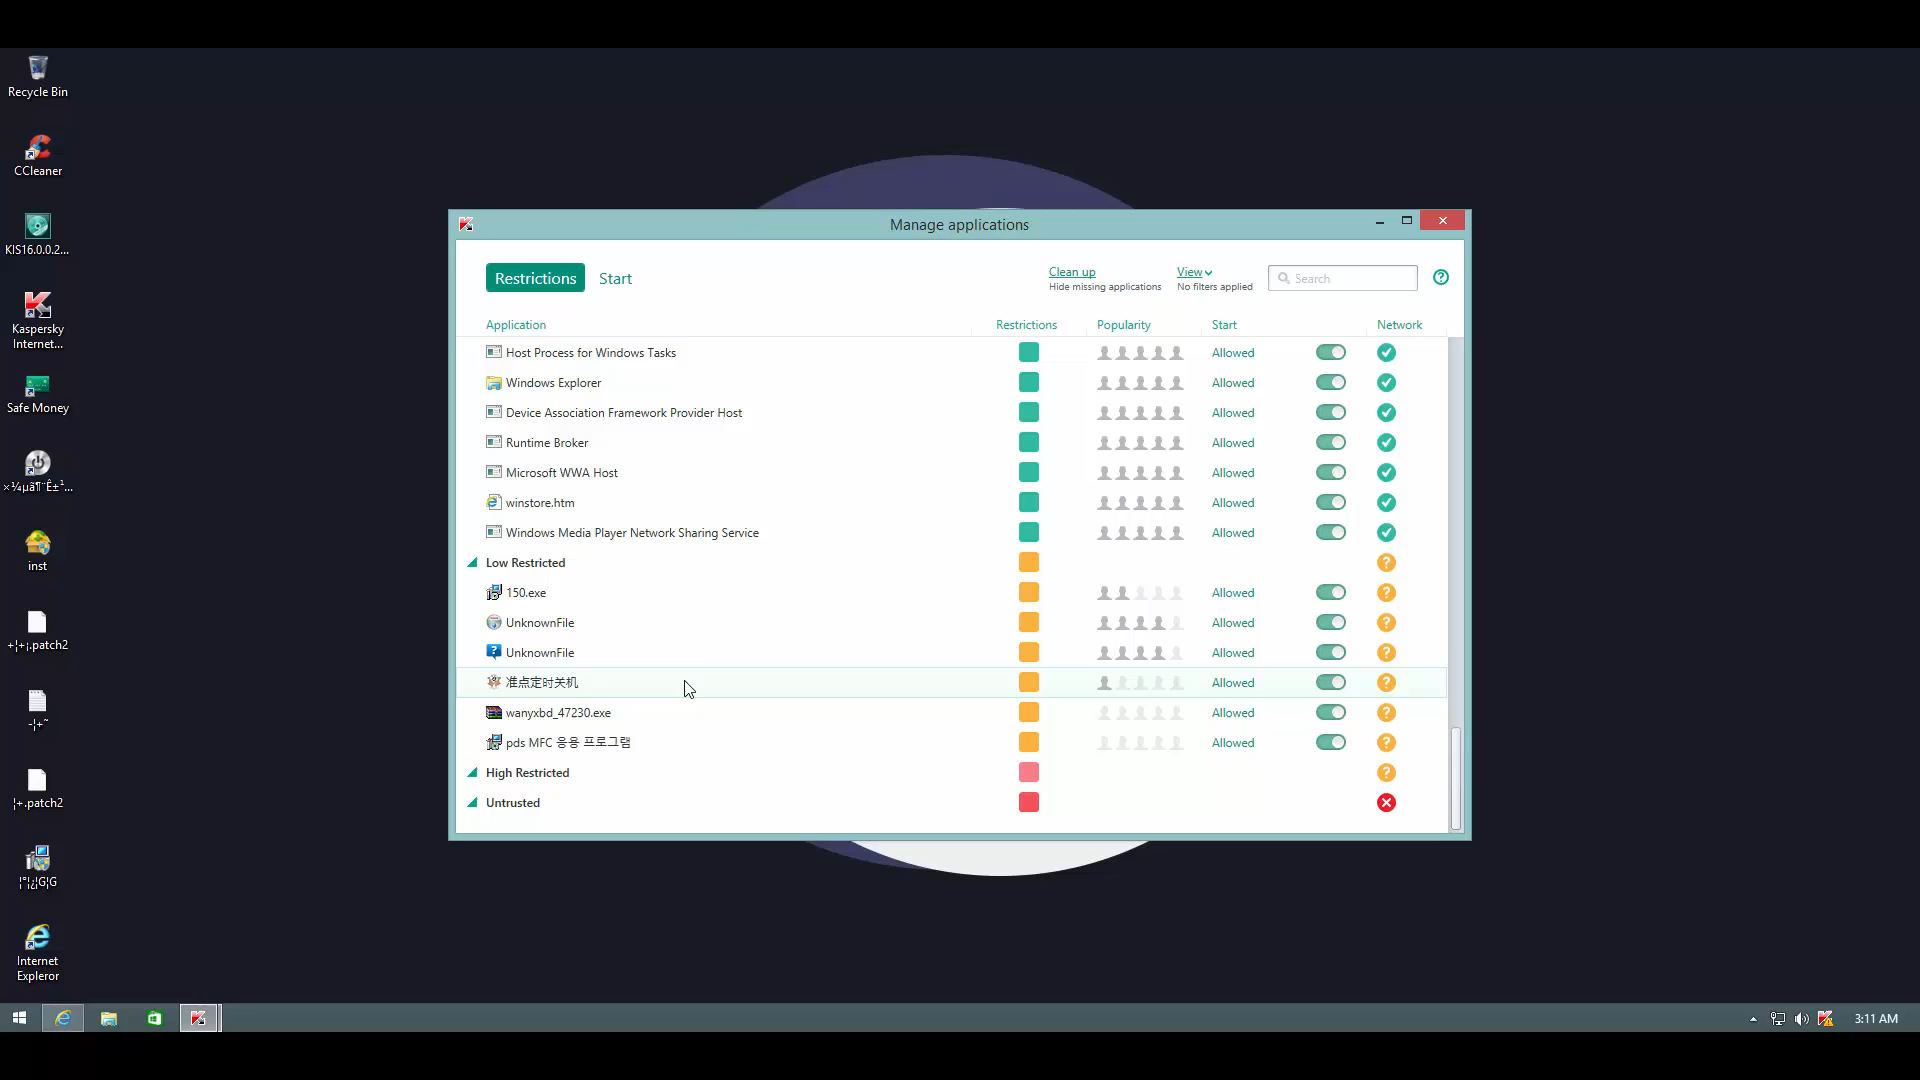 Recycle Bin
CCleaner
KIS16.0.0.2...
Kaspersky
Internet...
Safe Money
inst
+¦+¡.patch2
¦+.patch2
Internet
Expleror
Manage applications
Restrictions
Start
Clean up
Hide missing applications
View
No filters applied
Search
Application Restrictions Popularity Start Network
Host Process for Windows Tasks Allowed
Windows Explorer Allowed
Device Association Framework Provider Host Allowed
Runtime Broker Allowed
Microsoft WWA Host Allowed
winstore.htm Allowed
Windows Media Player Network Sharing Service Allowed
Low Restricted
150.exe Allowed
UnknownFile Allowed
UnknownFile Allowed
准点定时关机 Allowed
wanyxbd_47230.exe Allowed
pds MFC 응용 프로그램 Allowed
High Restricted
Untrusted
3:11 AM